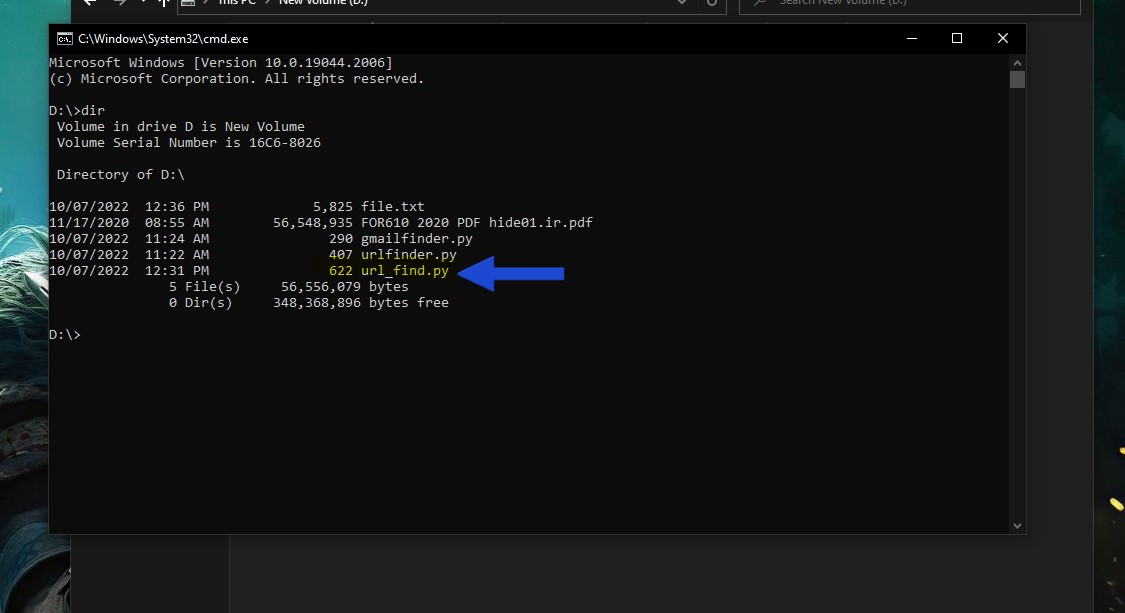 This PC > New Volume (D:) Search New Volume (D:)
C:\Windows\System32\cmd.exe
Microsoft Windows [Version 10.0.19044.2006]
(c) Microsoft Corporation. All rights reserved.
D:\>dir
Volume in drive D is New Volume
Volume Serial Number is 16C6-8026
Directory of D:\
10/07/2022 12:36 PM 5,825 file.txt
11/17/2020 08:55 AM 56,548,935 FOR610 2020 PDF hide01.ir.pdf
10/07/2022 11:24 AM 290 gmailfinder.py
10/07/2022 11:22 AM 407 urlfinder.py
10/07/2022 12:31 PM 622 url_find.py
5 File(s) 56,556,079 bytes
0 Dir(s) 348,368,896 bytes free
D:\>